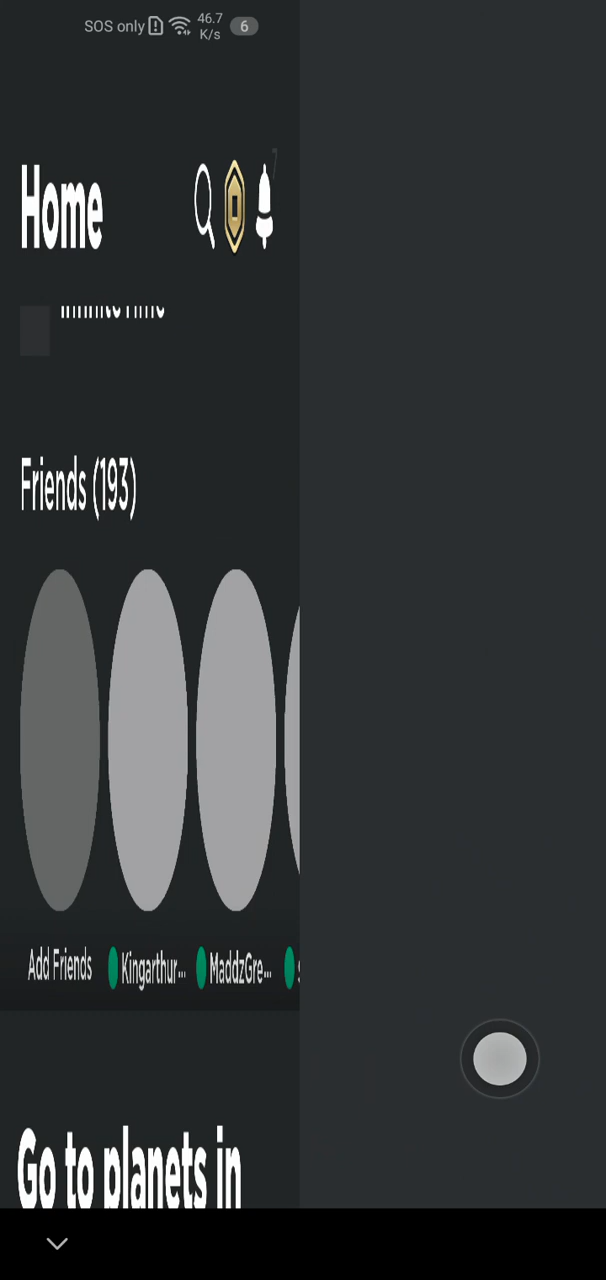 SOS only
46.7
K/s
6
Home
Friends (193)
Add Friends
Kingarthur...
MaddzGre...
Go to planets in